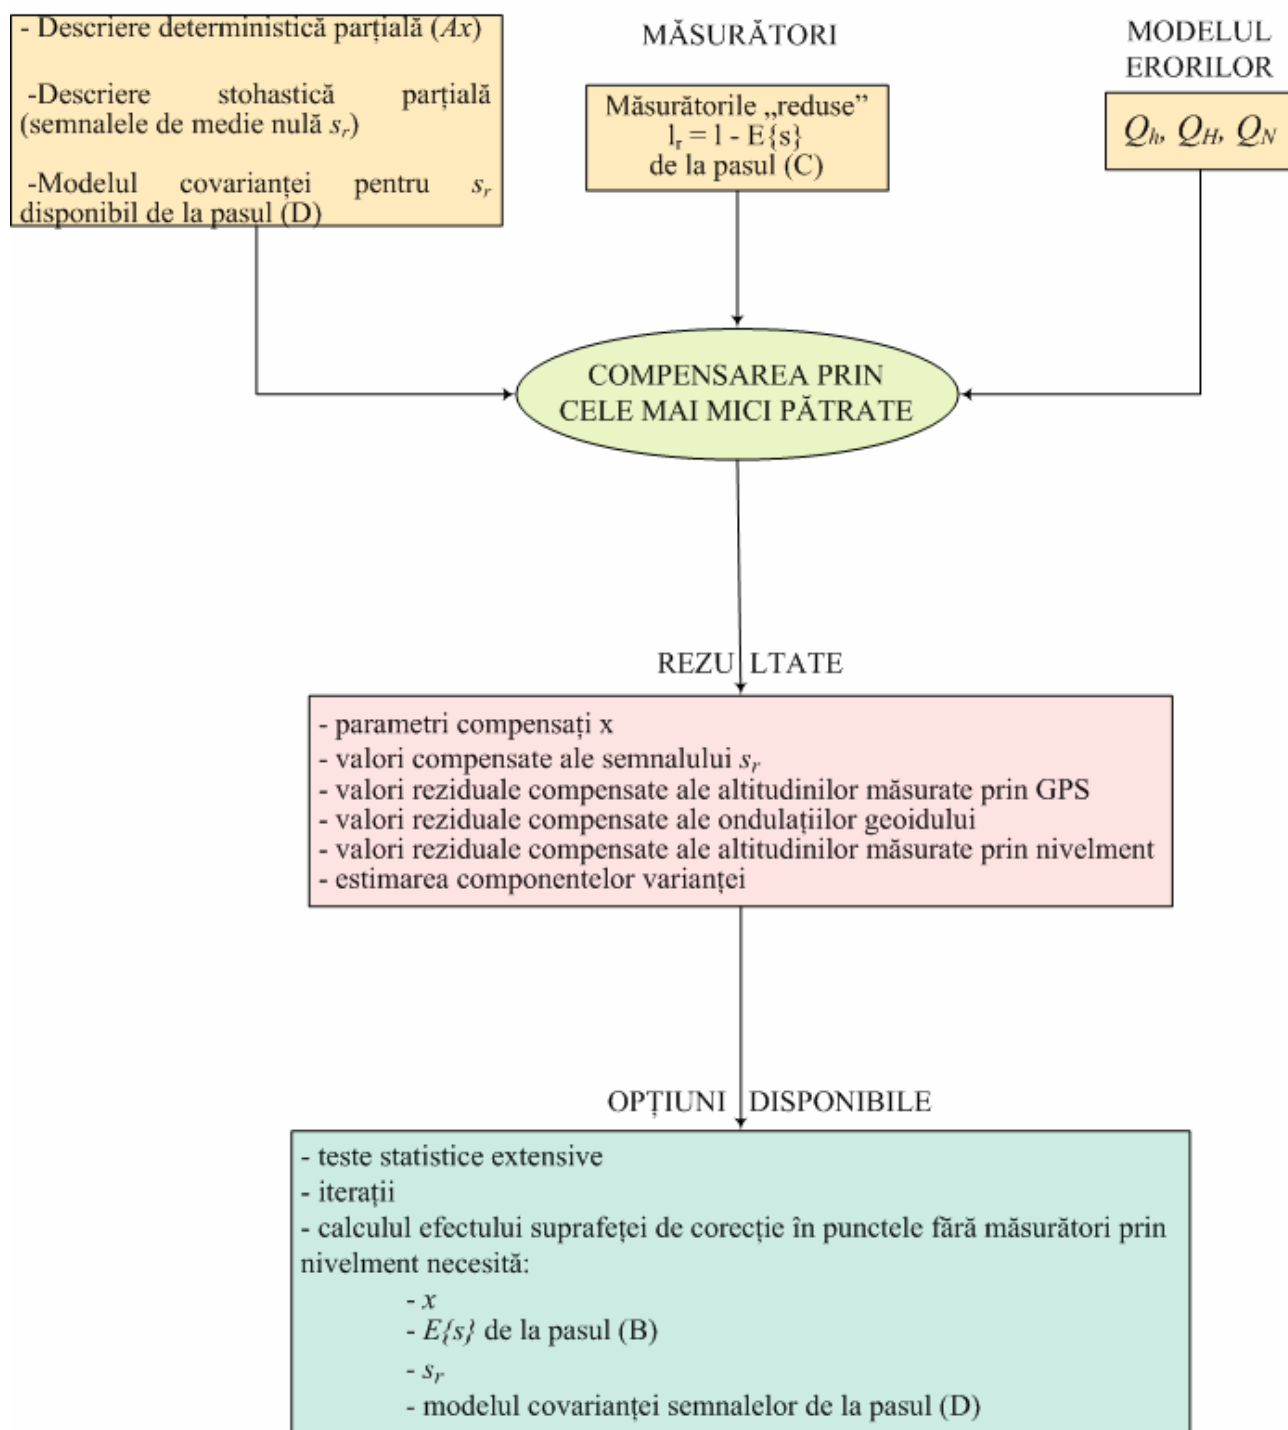 - Descriere deterministică parțială (Ax)
-Descriere stohastică parțială
(semnalele de medie nulă sr)
-Modelul covarianței pentru sr
disponibil de la pasul (D)
MĂSURĂTORI
Măsurătorile „reduse”
lr = l - E{s}
de la pasul (C)
MODELUL
ERORILOR
Qh, QH, QN
COMPENSAREA PRIN
CELE MAI MICI PĂTRATE
REZULTATE
- parametri compensați x
- valori compensate ale semnalului sr
- valori reziduale compensate ale altitudinilor măsurate prin GPS
- valori reziduale compensate ale ondulațiilor geoidului
- valori reziduale compensate ale altitudinilor măsurate prin nivelment
- estimarea componentelor varianței
OPȚIUNI DISPONIBILE
- teste statistice extensive
- iterații
- calculul efectului suprafeței de corecție în punctele fără măsurători prin
nivelment necesită:
- x
- E{s} de la pasul (B)
- sr
- modelul covarianței semnalelor de la pasul (D)